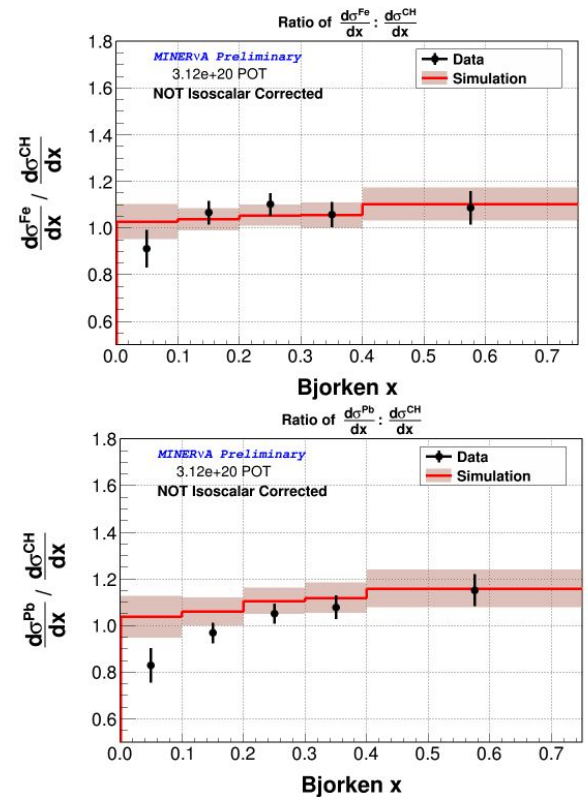 Ratio of dσ^Fe/dx : dσ^CH/dx
1.8
1.6
1.4
1.2
1.0
0.8
0.6
dσ^Fe/dx / dσ^CH/dx
MINERνA Preliminary
3.12e+20 POT
NOT Isoscalar Corrected
Data
Simulation
0.0 0.1 0.2 0.3 0.4 0.5 0.6 0.7
Bjorken x
Ratio of dσ^Pb/dx : dσ^CH/dx
1.8
1.6
1.4
1.2
1.0
0.8
0.6
dσ^Pb/dx / dσ^CH/dx
MINERνA Preliminary
3.12e+20 POT
NOT Isoscalar Corrected
Data
Simulation
0.0 0.1 0.2 0.3 0.4 0.5 0.6 0.7
Bjorken x